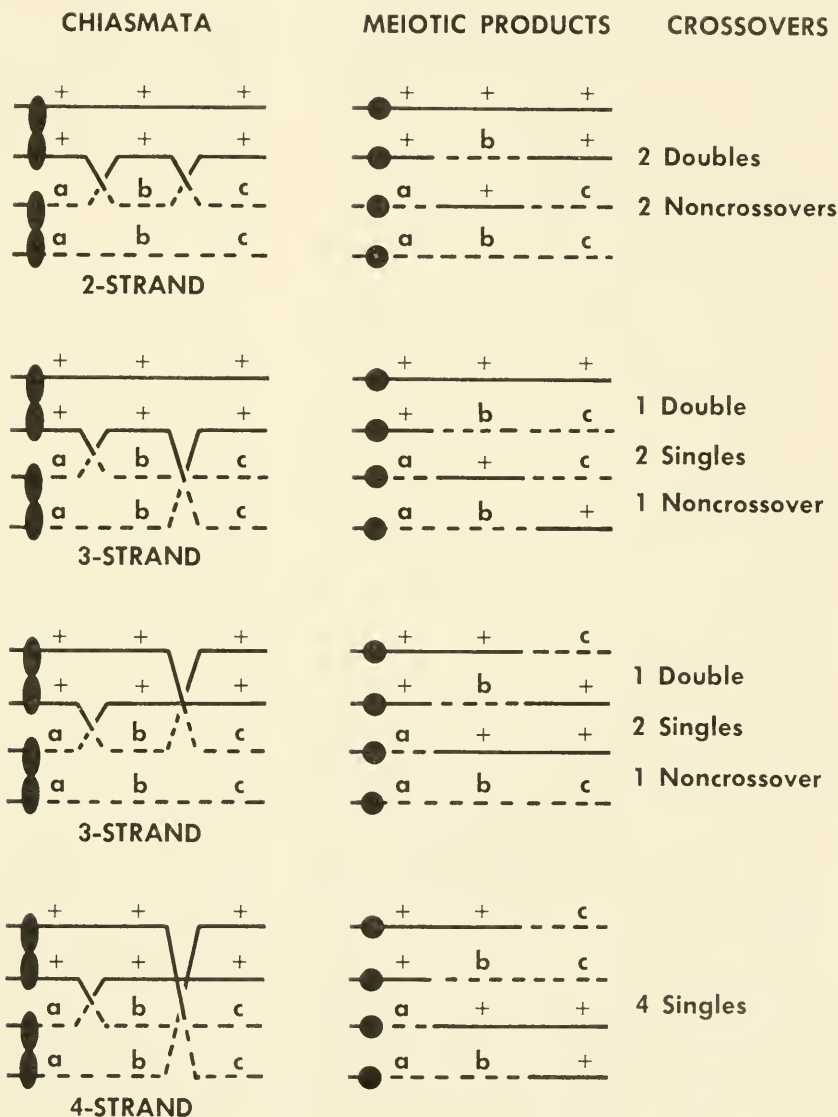 CHIASMATA MEIOTIC PRODUCTS CROSSOVERS
+ + + + + +
+ + + b +
a b c a + c
a b c a b c
2 Doubles
2 Noncrossovers
2-STRAND
+ + + + + +
+ + + b c
a b c a + c
a b c a b +
1 Double
2 Singles
1 Noncrossover
3-STRAND
+ + + + + c
+ + + b +
a b c a + +
a b c a b c
1 Double
2 Singles
1 Noncrossover
3-STRAND
+ + + + + c
+ + + b c
a b c a + +
a b c a b +
4 Singles
4-STRAND